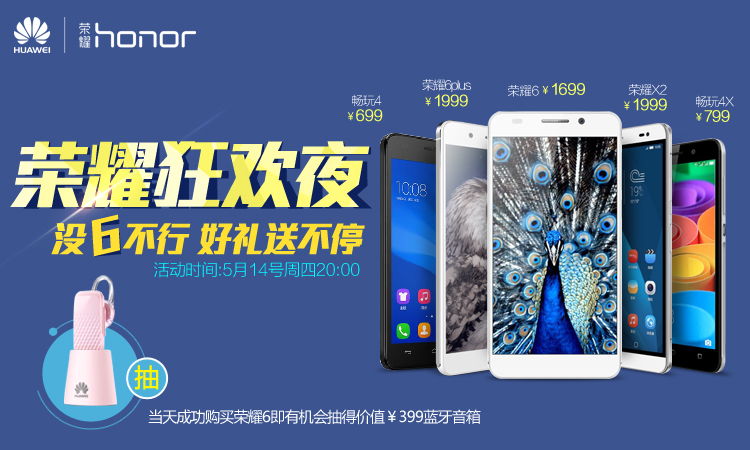 HUAWEI
荣耀 honor
荣耀6plus
¥1999
荣耀6 ¥1699
荣耀X2
¥1999
畅玩4
¥699
畅玩4X
¥799
荣耀狂欢夜
没6不行 好礼送不停
活动时间:5月14号周四20:00
10:08
抽
HUAWEI
当天成功购买荣耀6即有机会抽得价值¥399蓝牙音箱